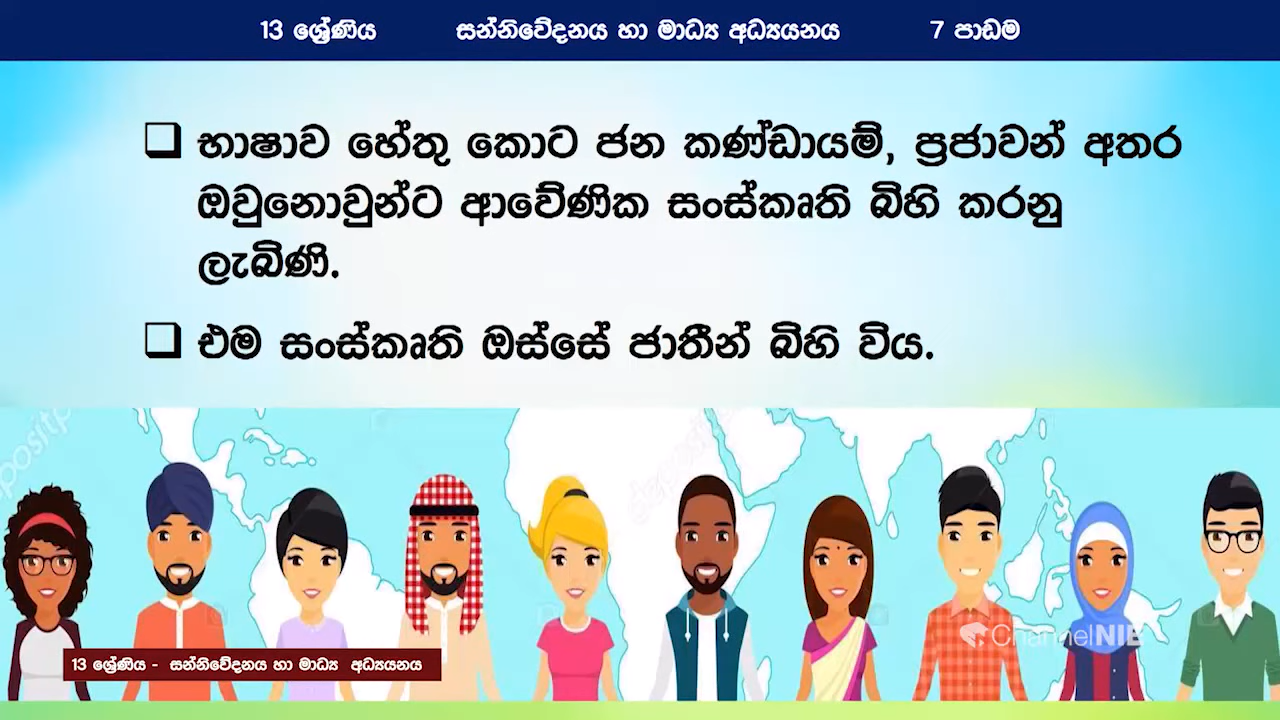 13 ශ්‍රේණිය සන්නිවේදනය හා මාධ්‍ය අධ්‍යයනය 7 පාඩම
❑ භාෂාව හේතු කොට ජන කණ්ඩායම්, ප්‍රජාවන් අතර
ඔවුනොවුන්ට ආවේණික සංස්කෘති බිහි කරනු
ලැබිණි.
❑ එම සංස්කෘති ඔස්සේ ජාතීන් බිහි විය.
ChannelNIE
13 ශ්‍රේණිය - සන්නිවේදනය හා මාධ්‍ය අධ්‍යයනය